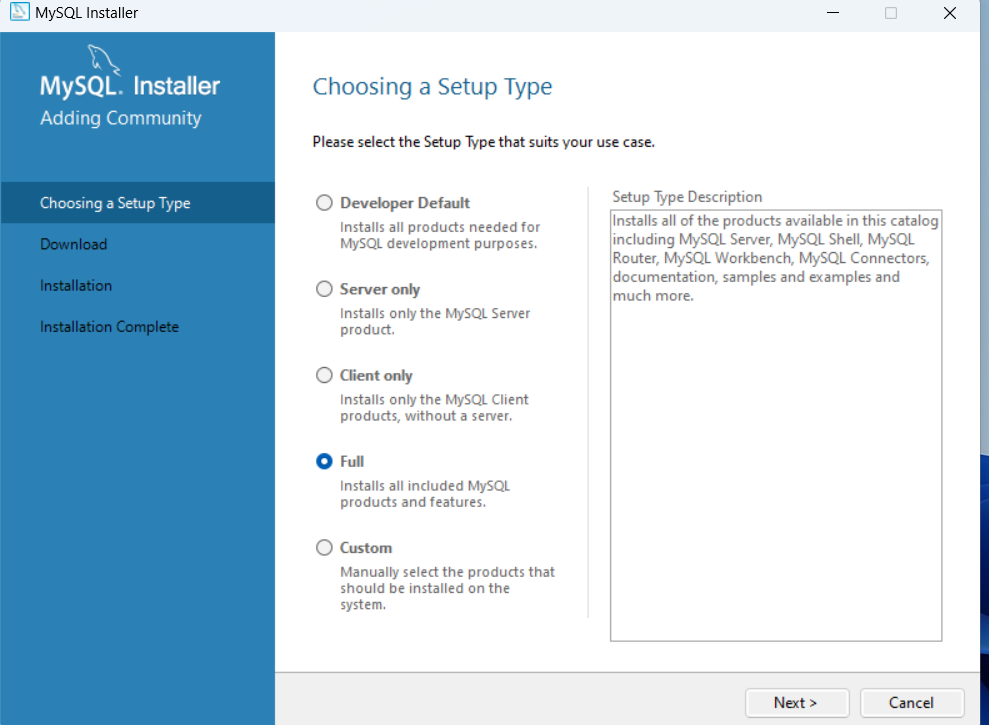 MySQL Installer
MySQL. Installer
Adding Community
Choosing a Setup Type
Download
Installation
Installation Complete
Choosing a Setup Type
Please select the Setup Type that suits your use case.
Developer Default
Installs all products needed for
MySQL development purposes.
Server only
Installs only the MySQL Server
product.
Client only
Installs only the MySQL Client
products, without a server.
Full
Installs all included MySQL
products and features.
Custom
Manually select the products that
should be installed on the
system.
Setup Type Description
Installs all of the products available in this catalog
including MySQL Server, MySQL Shell, MySQL
Router, MySQL Workbench, MySQL Connectors,
documentation, samples and examples and
much more.
Next >
Cancel